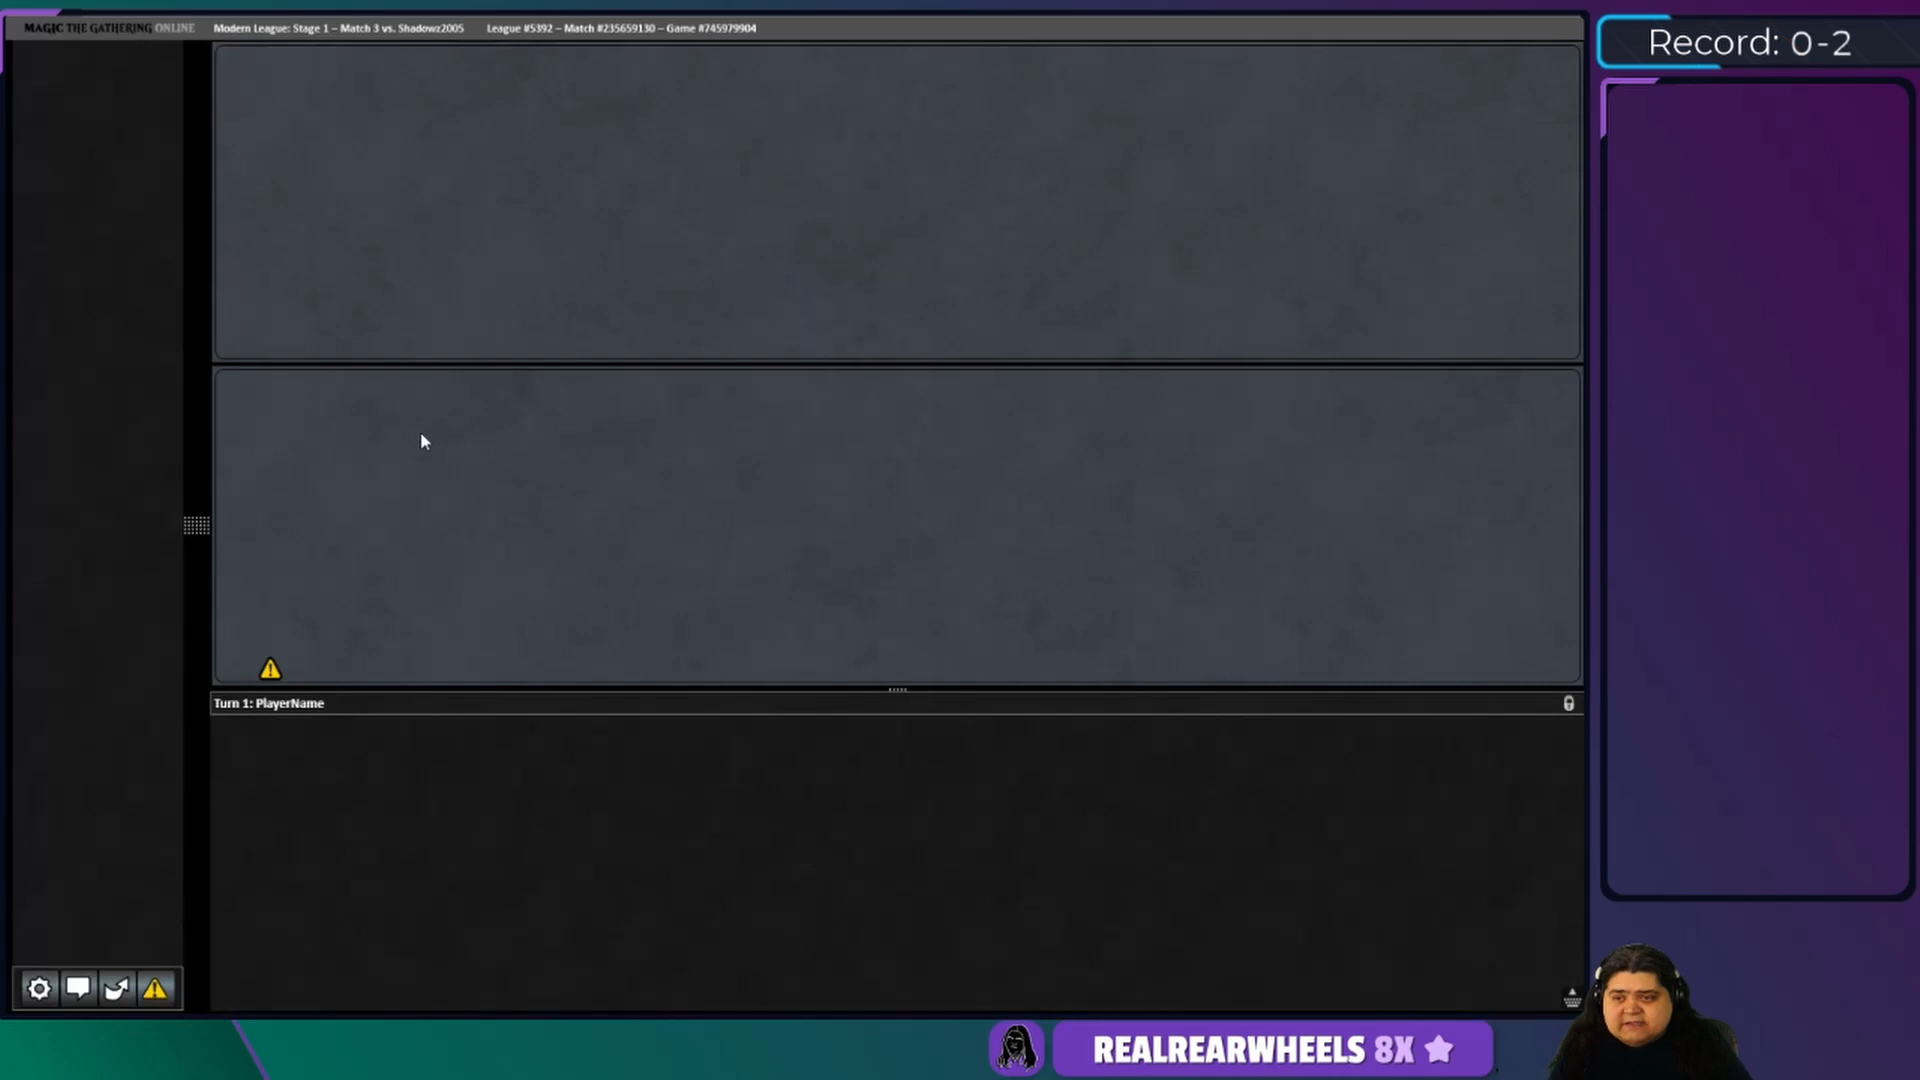 MAGIC THE GATHERING ONLINE
Modern League: Stage 1 – Match 3 vs. Shadowz2005 League #5392 – Match #235659130 – Game #745979904
Record: 0-2
Turn 1: PlayerName
REALREARWHEELS 8X